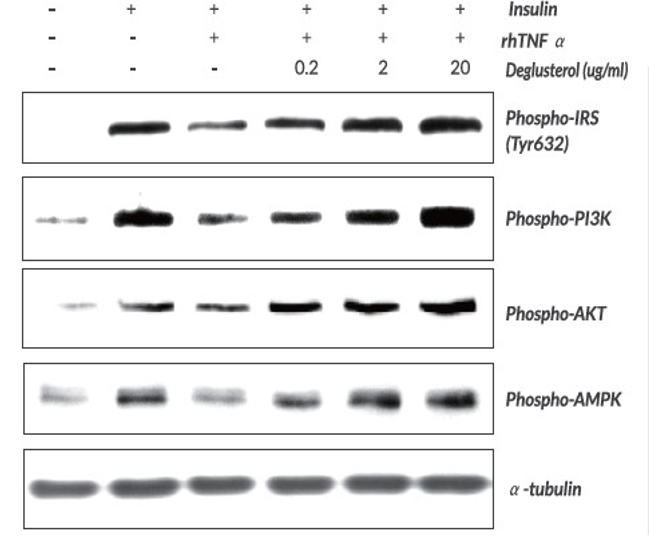 - + + + + + Insulin
- - + + + + rhTNF α
- - - 0.2 2 20 Deglusterol (ug/ml)
Phospho-IRS
(Tyr632)
Phospho-PI3K
Phospho-AKT
Phospho-AMPK
α-tubulin